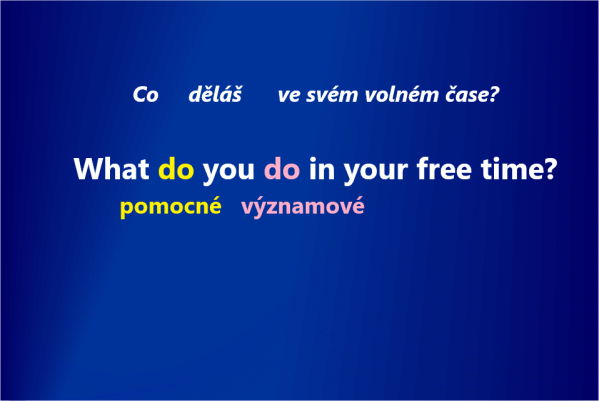 Co děláš ve svém volném čase?
What do you do in your free time?
pomocné významové